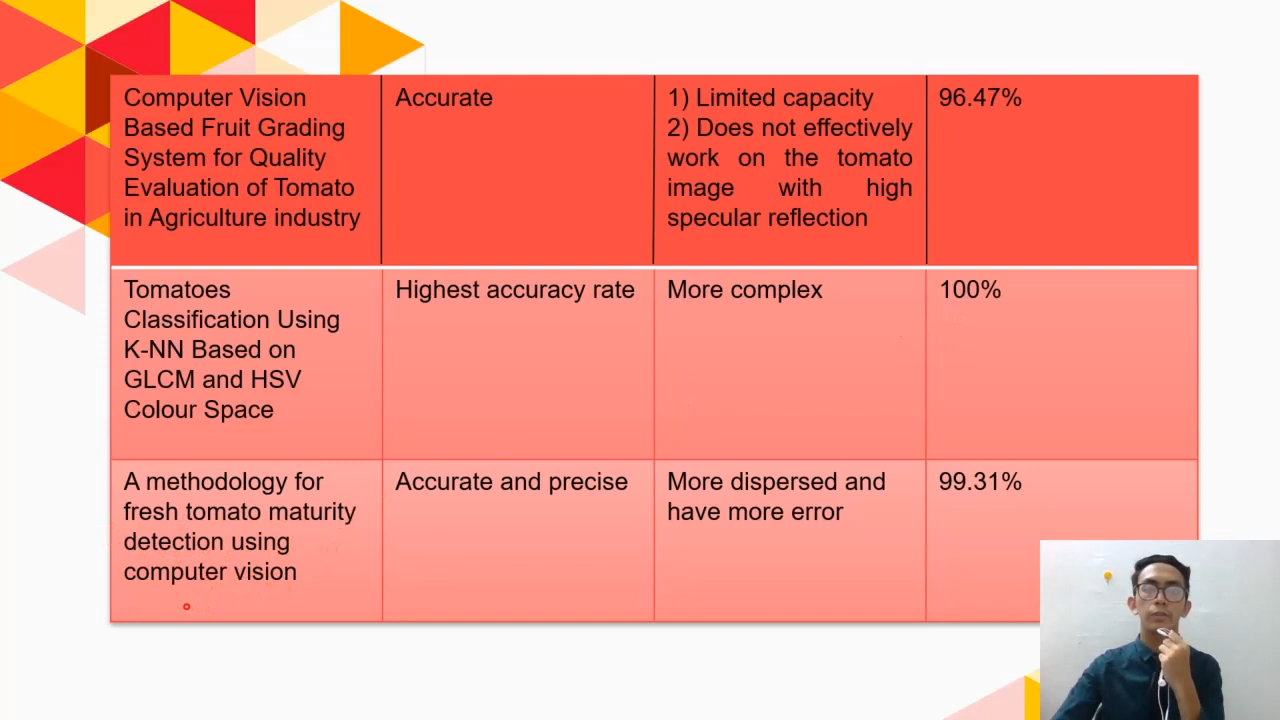 Computer Vision
Based Fruit Grading
System for Quality
Evaluation of Tomato
in Agriculture industry
Accurate
1) Limited capacity
2) Does not effectively
work on the tomato
image with high
specular reflection
96.47%
Tomatoes
Classification Using
K-NN Based on
GLCM and HSV
Colour Space
Highest accuracy rate
More complex
100%
A methodology for
fresh tomato maturity
detection using
computer vision
Accurate and precise
More dispersed and
have more error
99.31%